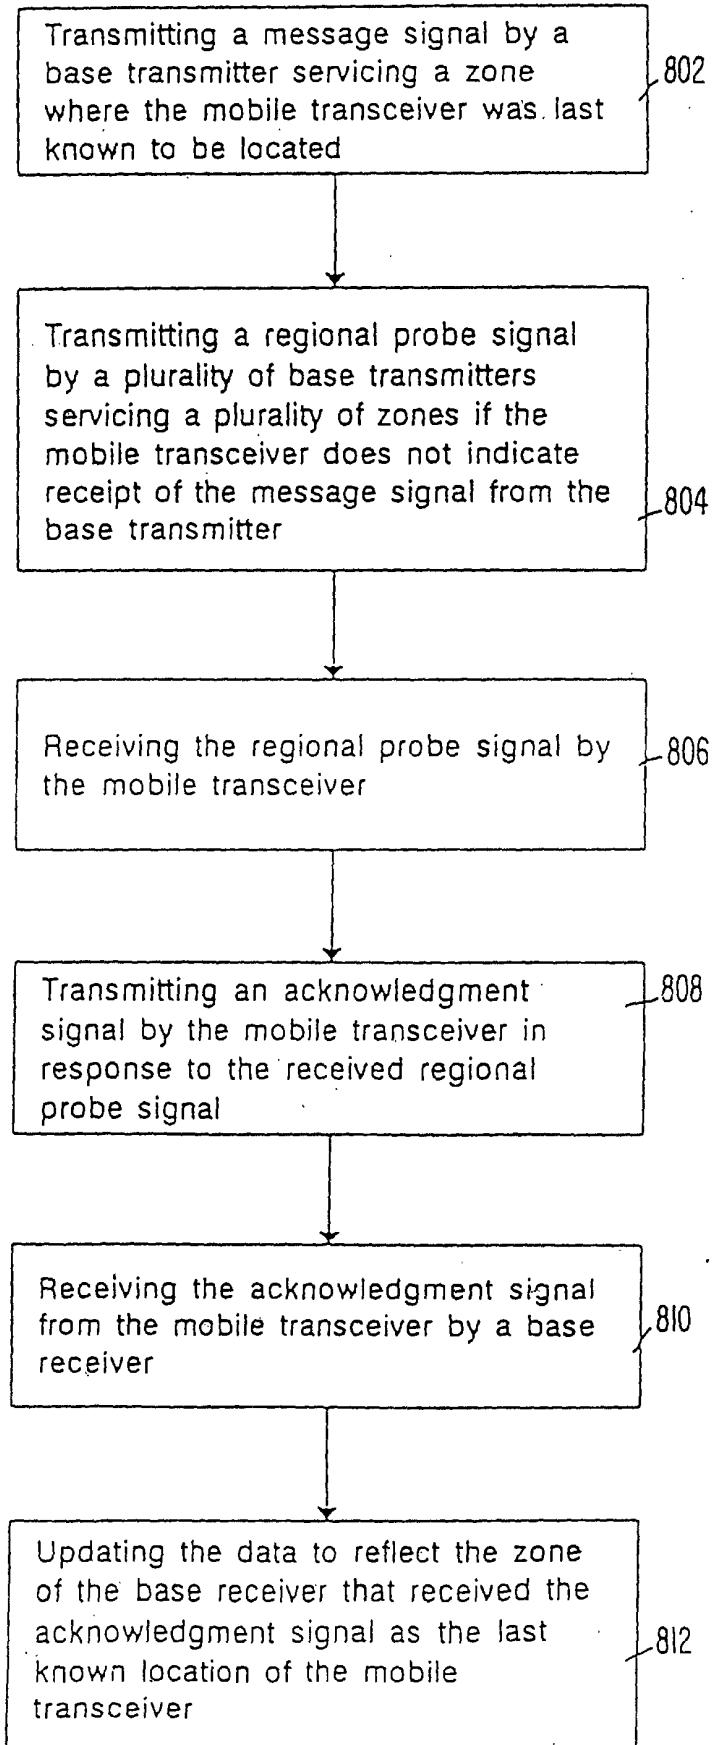 Transmitting a message signal by a
base transmitter servicing a zone
where the mobile transceiver was last
known to be located
802
Transmitting a regional probe signal
by a plurality of base transmitters
servicing a plurality of zones if the
mobile transceiver does not indicate
receipt of the message signal from the
base transmitter
804
Receiving the regional probe signal by
the mobile transceiver
806
Transmitting an acknowledgment
signal by the mobile transceiver in
response to the received regional
probe signal
808
Receiving the acknowledgment signal
from the mobile transceiver by a base
receiver
810
Updating the data to reflect the zone
of the base receiver that received the
acknowledgment signal as the last
known location of the mobile
transceiver
812